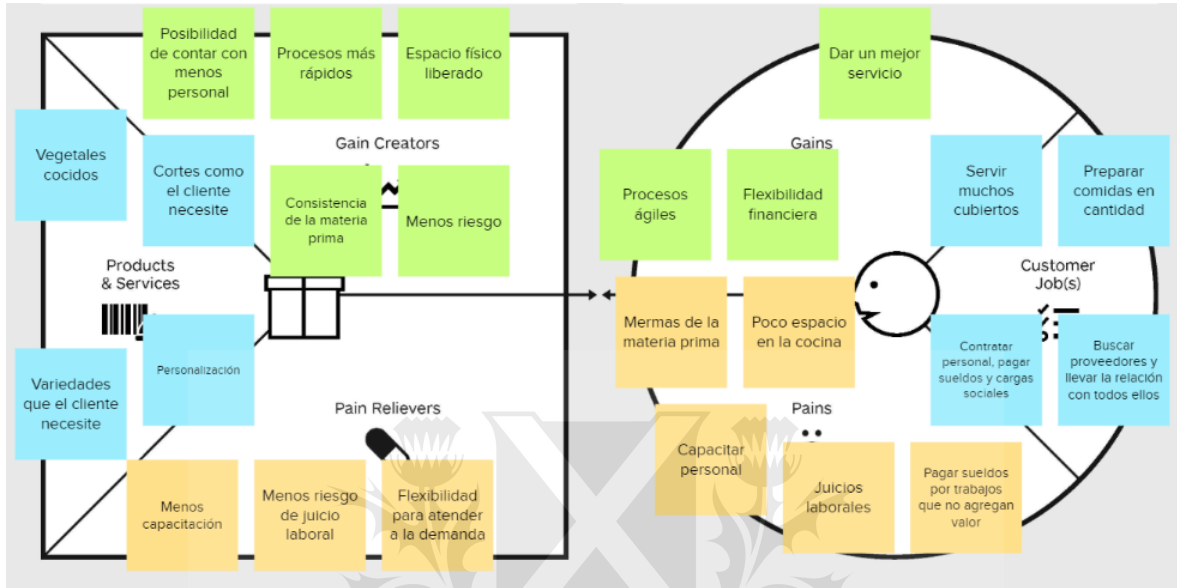 Posibilidad
de contar con
menos
personal
Procesos más
rápidos
Espacio físico
liberado
Gain Creators
Vegetales
cocidos
Cortes como
el cliente
necesite
Consistencia
de la materia
prima
Menos riesgo
Products
& Services
Personalización
Variedades
que el cliente
necesite
Pain Relievers
Menos
capacitación
Menos riesgo
de juicio
laboral
Flexibilidad
para atender
a la demanda
Dar un mejor
servicio
Gains
Procesos
ágiles
Flexibilidad
financiera
Servir
muchos
cubiertos
Preparar
comidas en
cantidad
Customer
Job(s)
Mermas de la
materia prima
Poco espacio
en la cocina
Contratar
personal, pagar
sueldos y cargas
sociales
Buscar
proveedores y
llevar la relación
con todos ellos
Pains
Capacitar
personal
Juicios
laborales
Pagar sueldos
por trabajos
que no agregan
valor